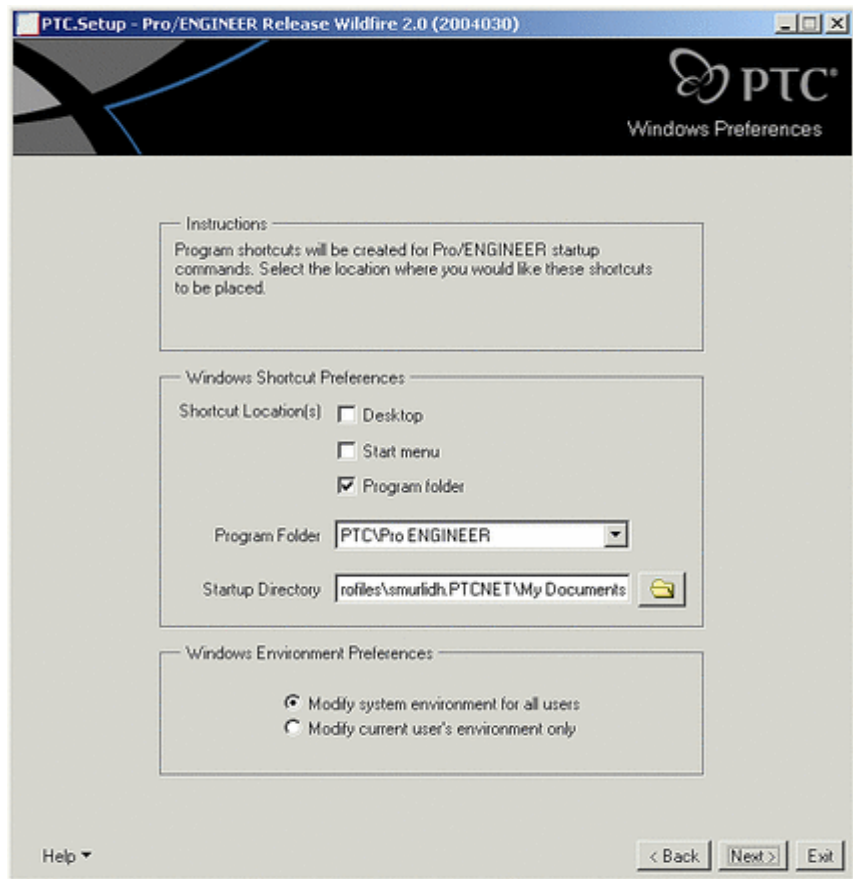 PTC.Setup - Pro/ENGINEER Release Wildfire 2.0 (2004030)
PTC®
Windows Preferences
Instructions
Program shortcuts will be created for Pro/ENGINEER startup
commands. Select the location where you would like these shortcuts
to be placed.
Windows Shortcut Preferences
Shortcut Location(s) Desktop
Start menu
Program folder
Program Folder PTC\Pro ENGINEER
Startup Directory rofiles\smurlidh.PTCNET\My Documents
Windows Environment Preferences
Modify system environment for all users
Modify current user's environment only
Help < Back Next > Exit